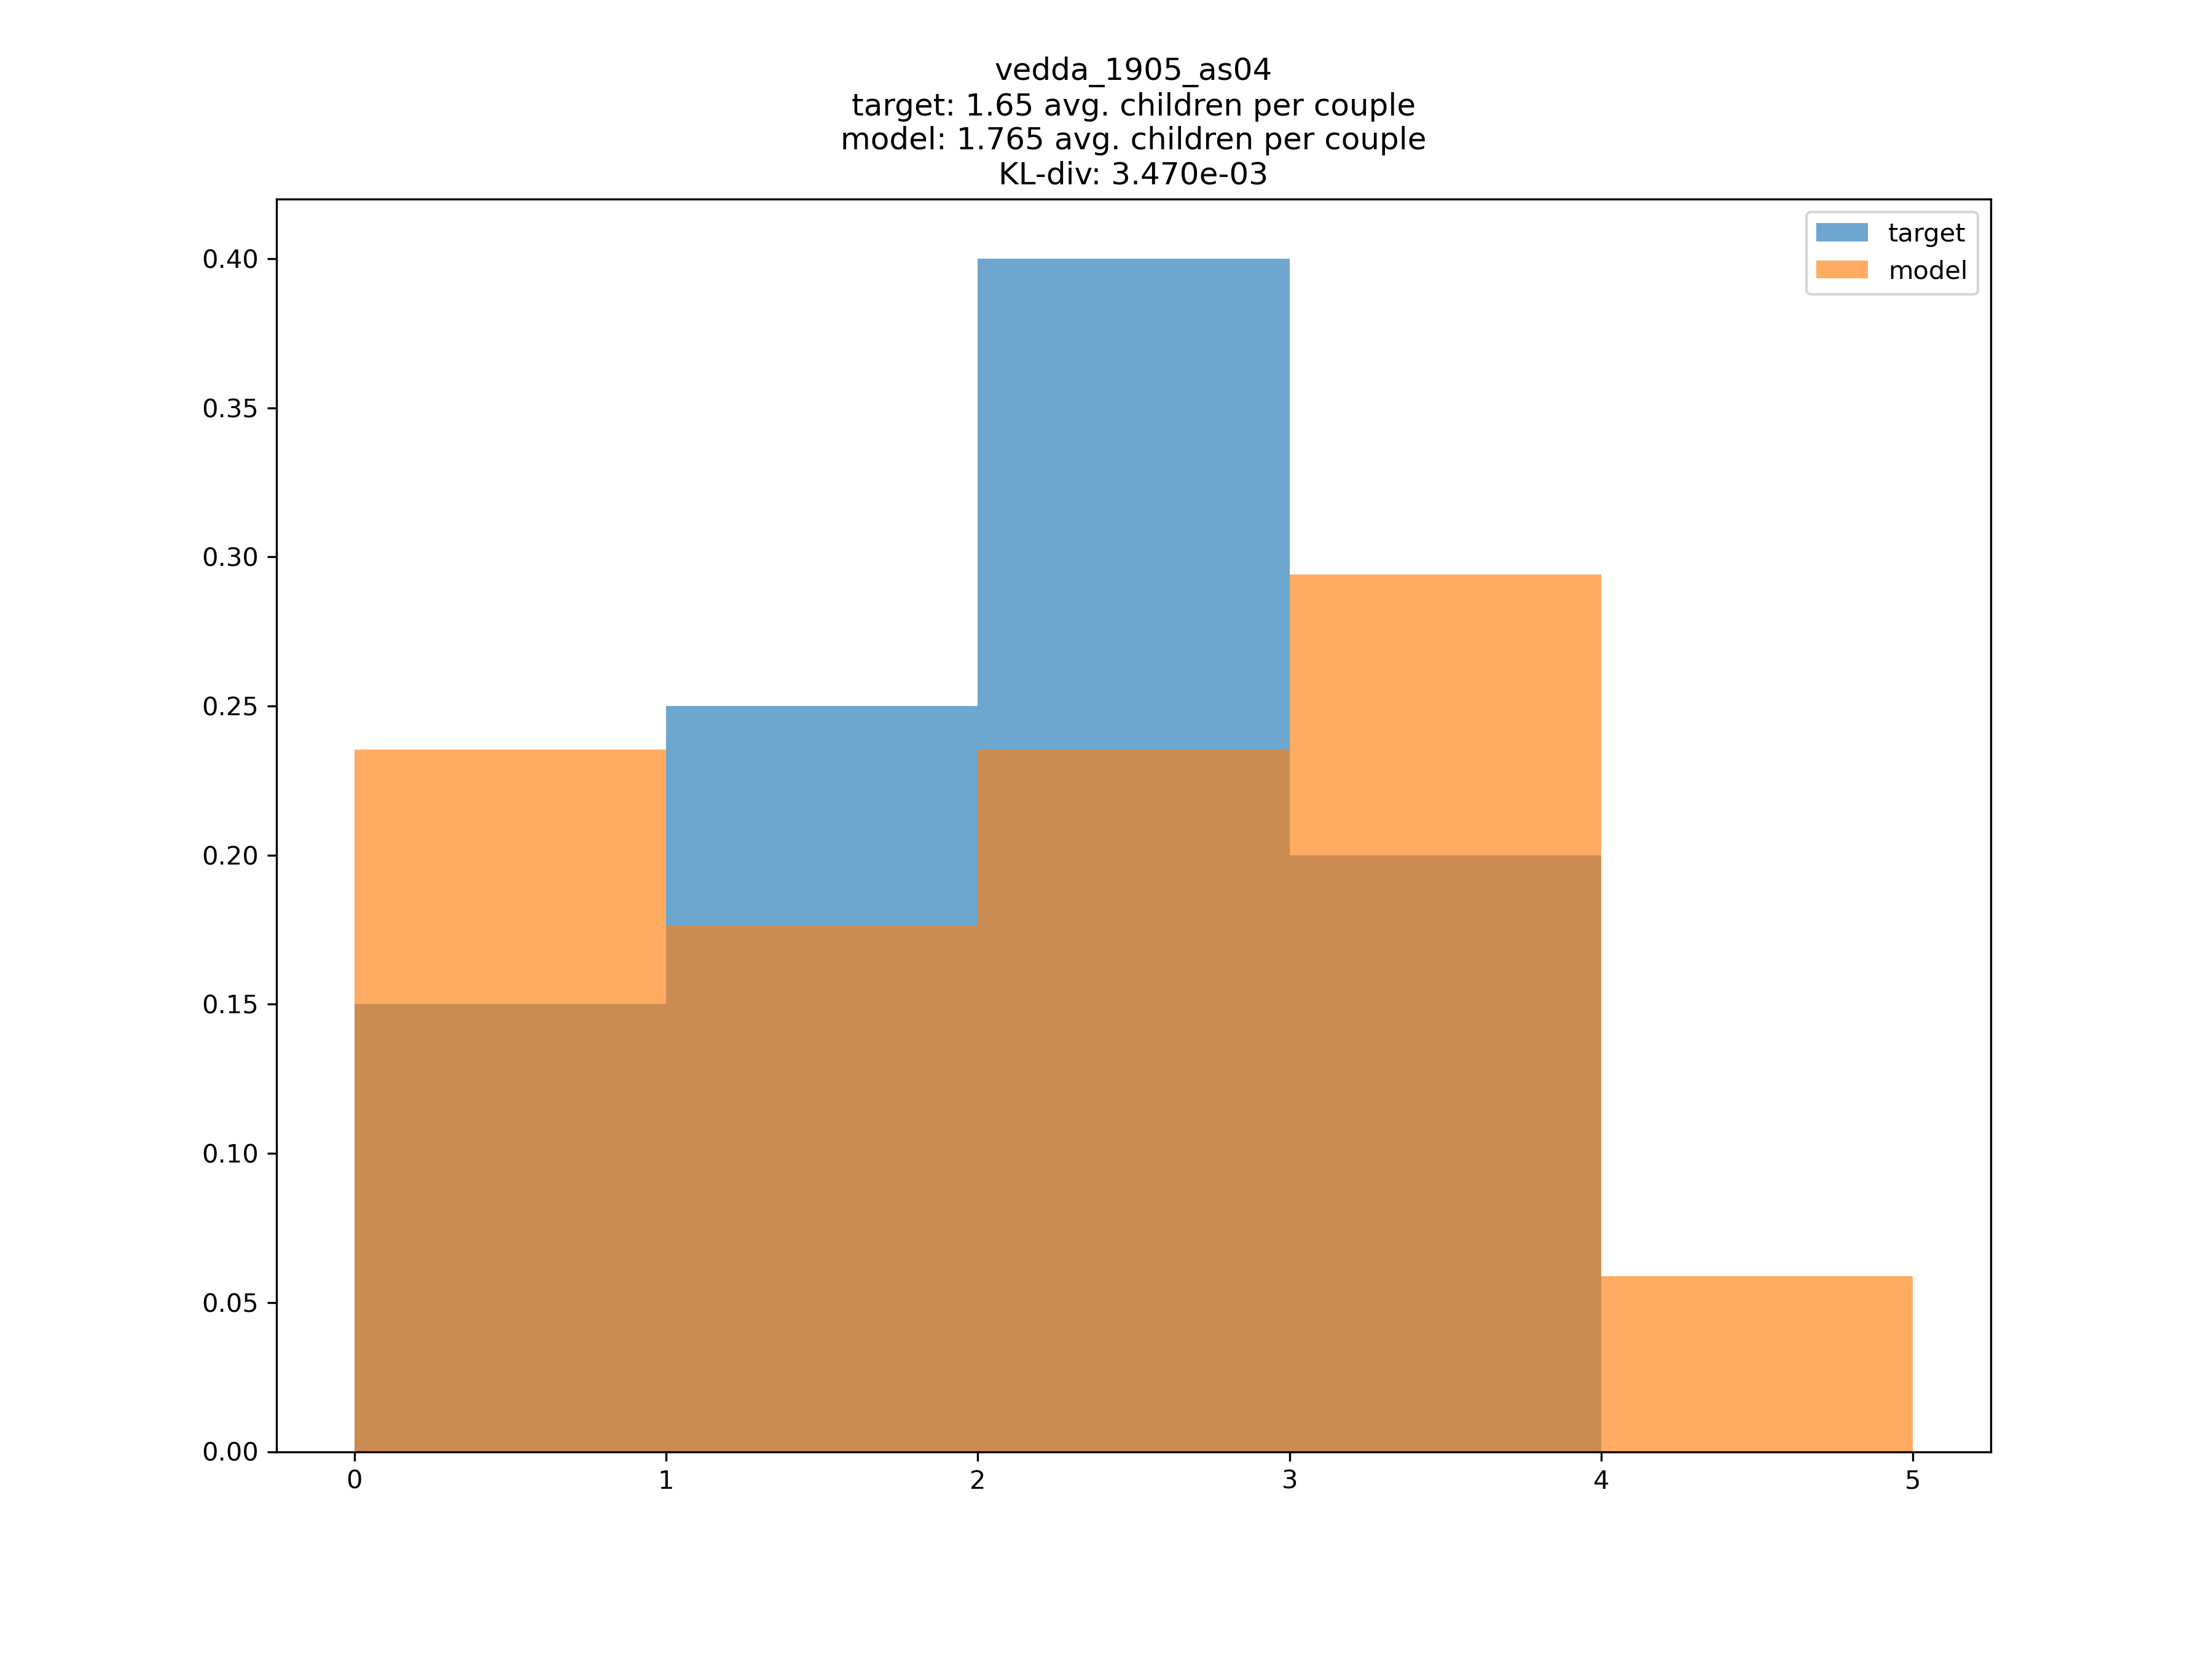 vedda_1905_as04
target: 1.65 avg. children per couple
model: 1.765 avg. children per couple
KL-div: 3.470e-03
target
model
0.40
0.35
0.30
0.25
0.20
0.15
0.10
0.05
0.00
0 1 2 3 4 5